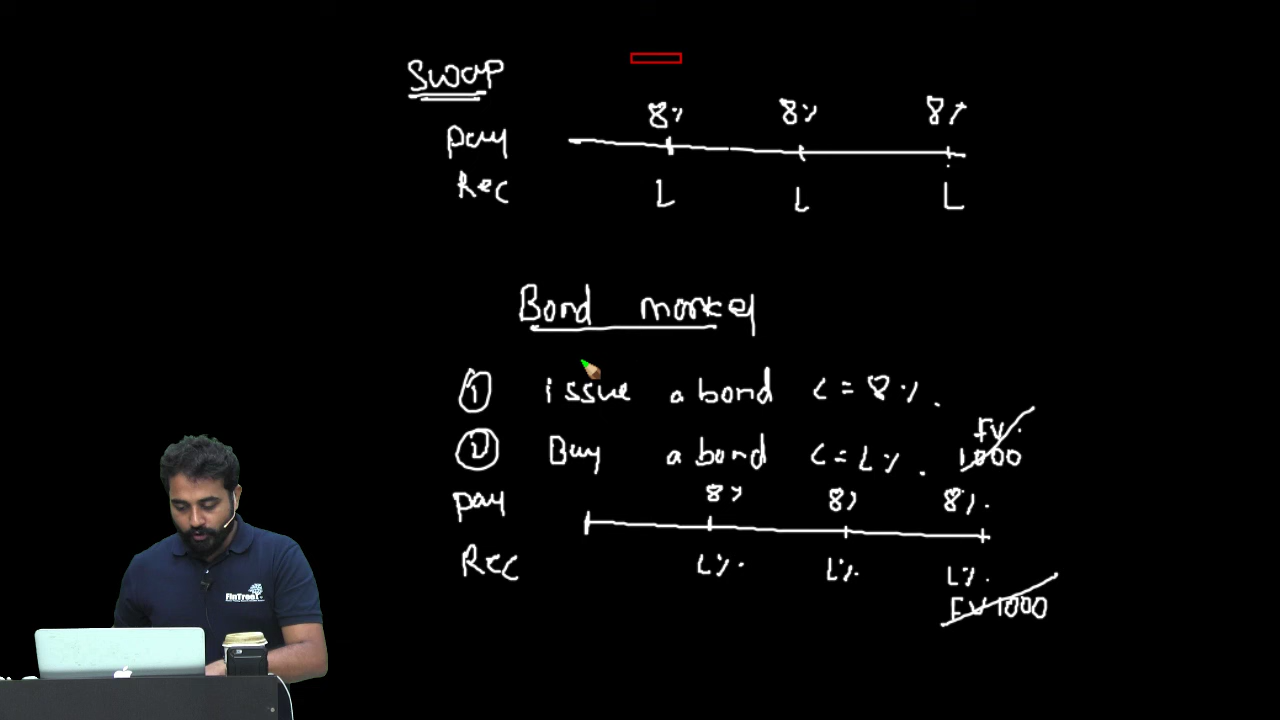 SWAP
8% 8% 8%
Pay
Rec L L L
Bond market
① issue a bond C = 8%.
FV.
② Buy a bond C = L%. 1000
Pay 8% 8% 8%.
Rec L%. L%. L%.
FV 1000
FinTree